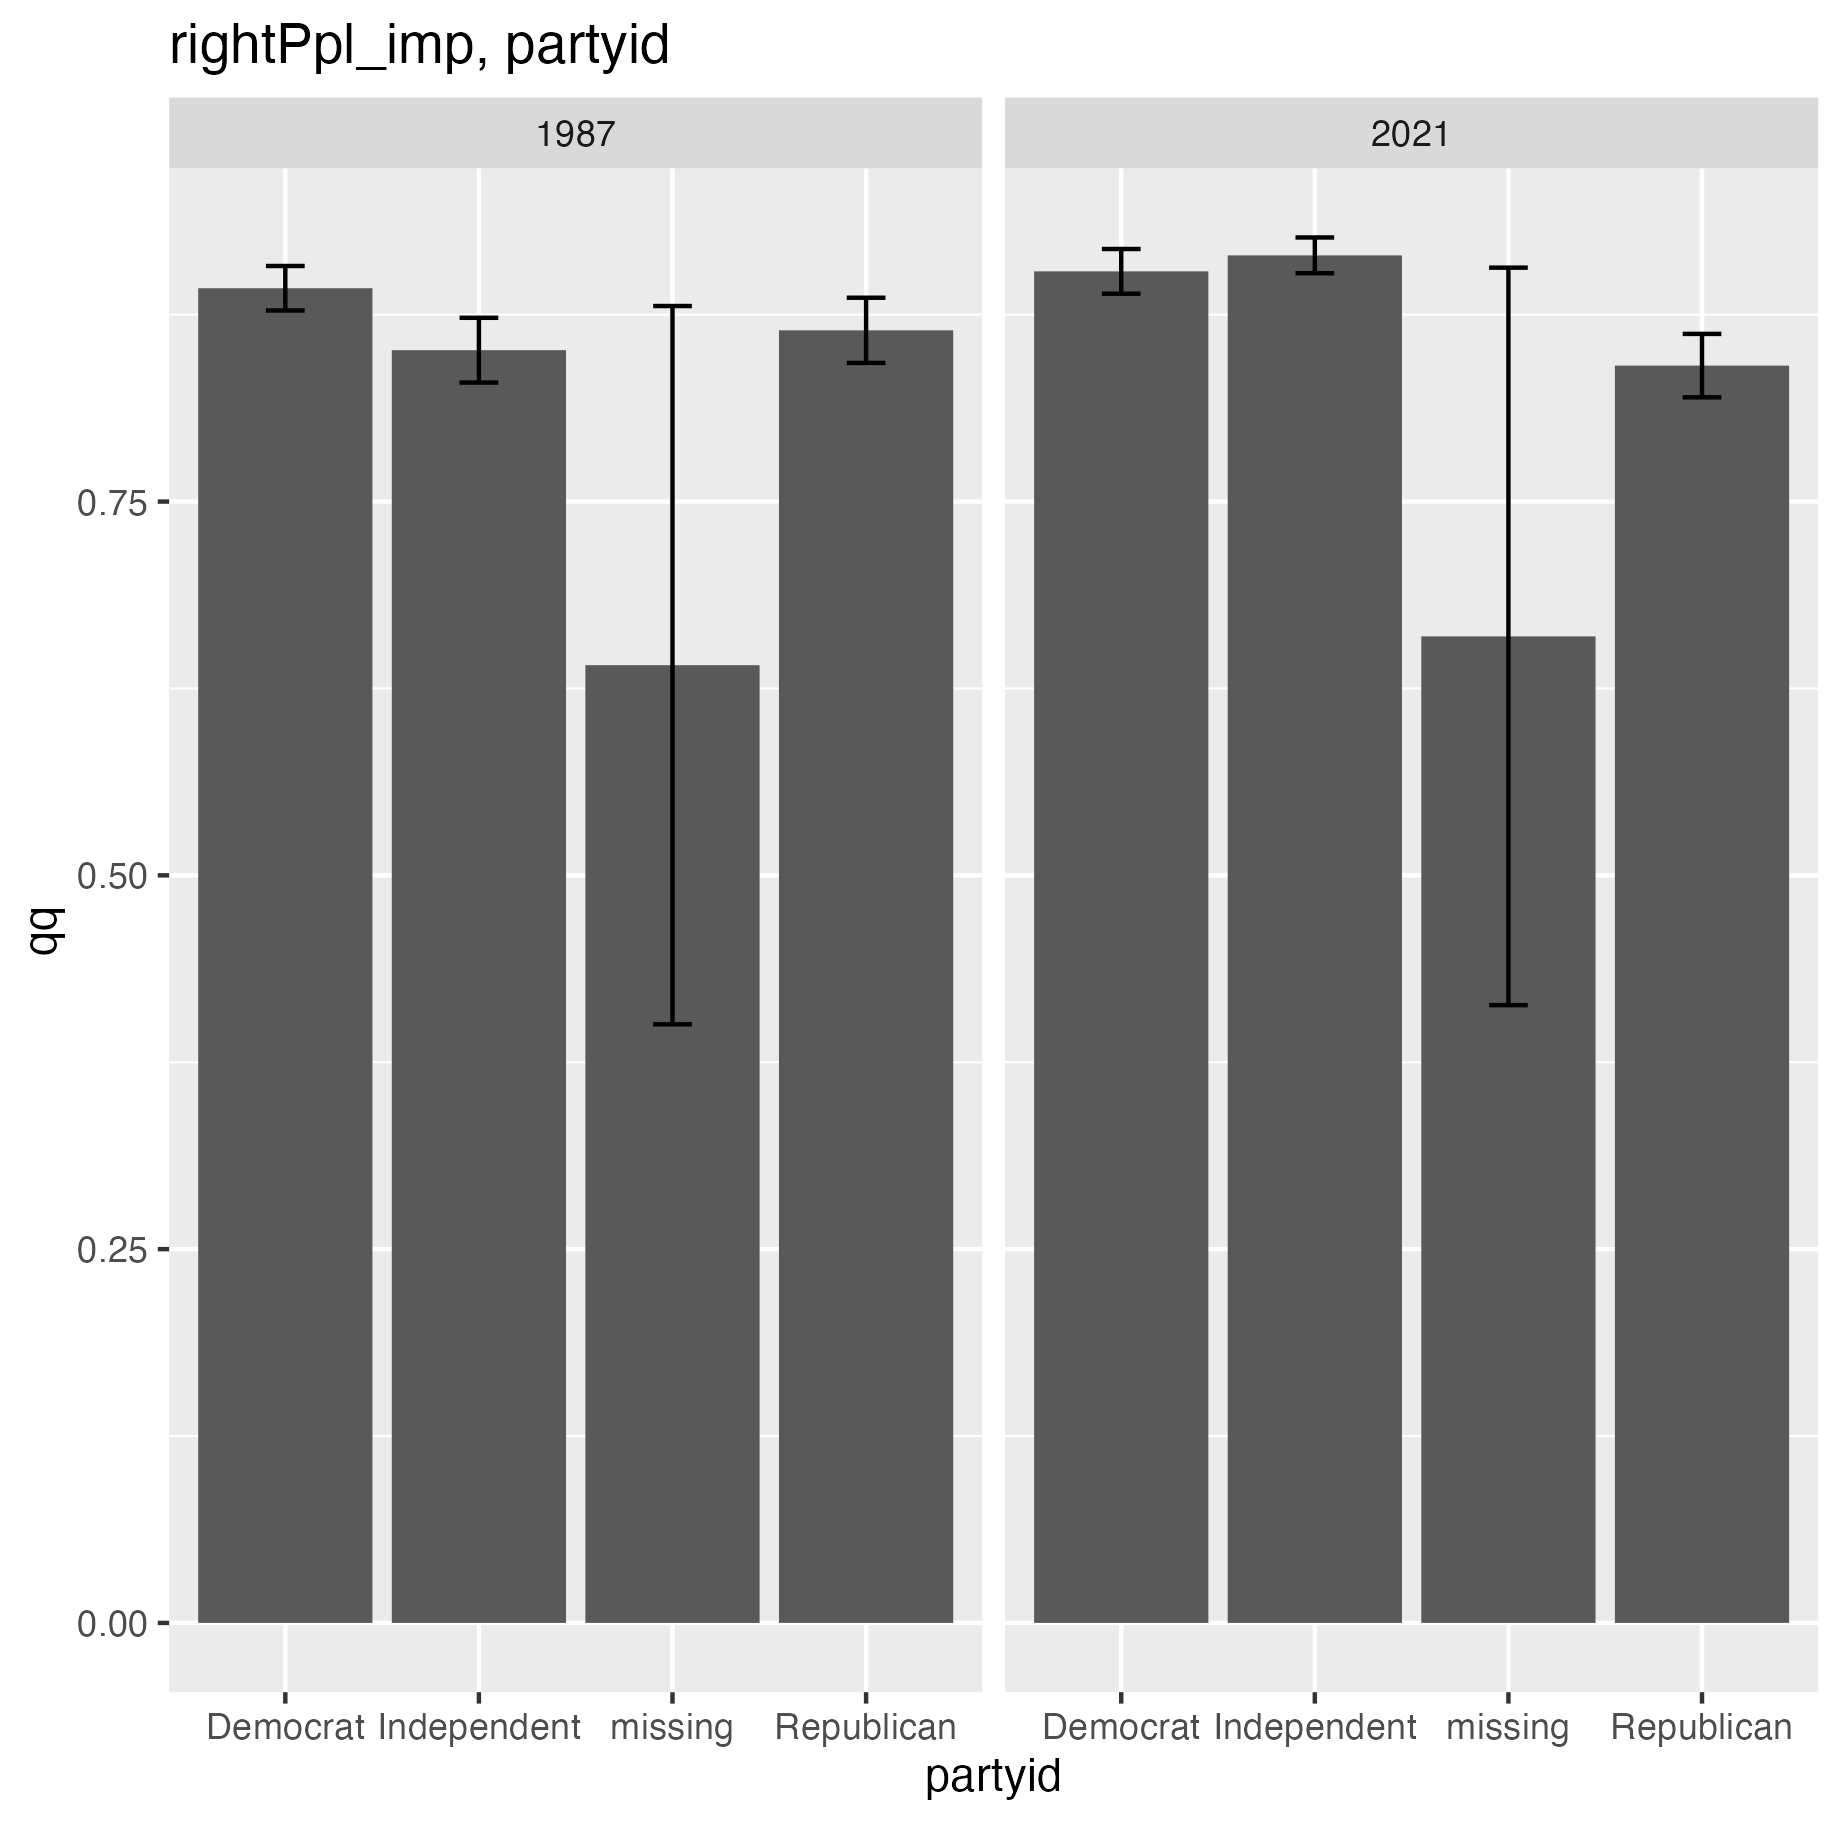 rightPpl_imp, partyid
1987 2021
0.75
0.50
0.25
0.00
qq
Democrat Independent missing Republican Democrat Independent missing Republican
partyid